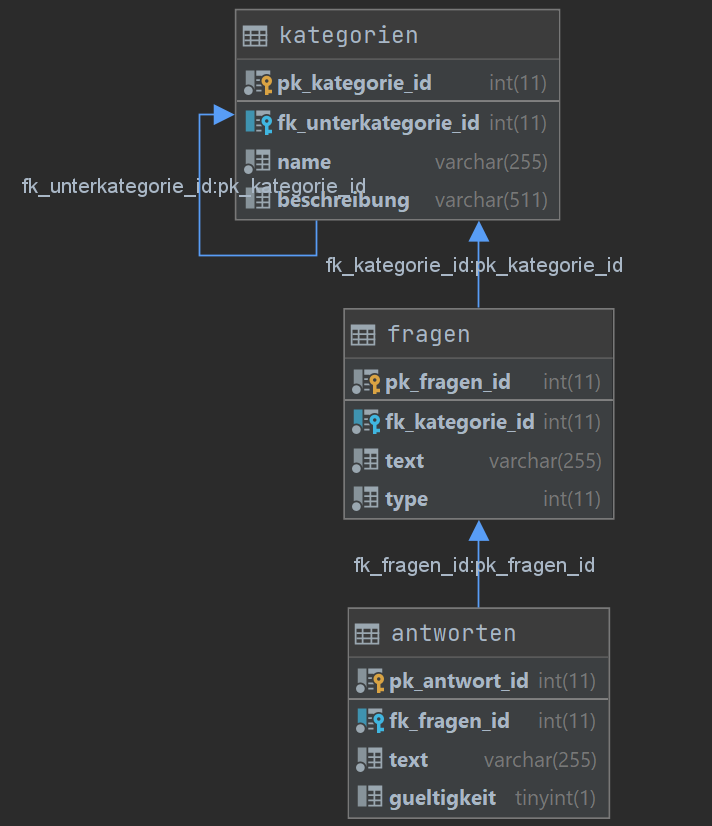 kategorien
pk_kategorie_id int(11)
fk_unterkategorie_id int(11)
name varchar(255)
fk_unterkategorie_id:pk_kategorie_id
beschreibung varchar(511)
fk_kategorie_id:pk_kategorie_id
fragen
pk_fragen_id int(11)
fk_kategorie_id int(11)
text varchar(255)
type int(11)
fk_fragen_id:pk_fragen_id
antworten
pk_antwort_id int(11)
fk_fragen_id int(11)
text varchar(255)
gueltigkeit tinyint(1)